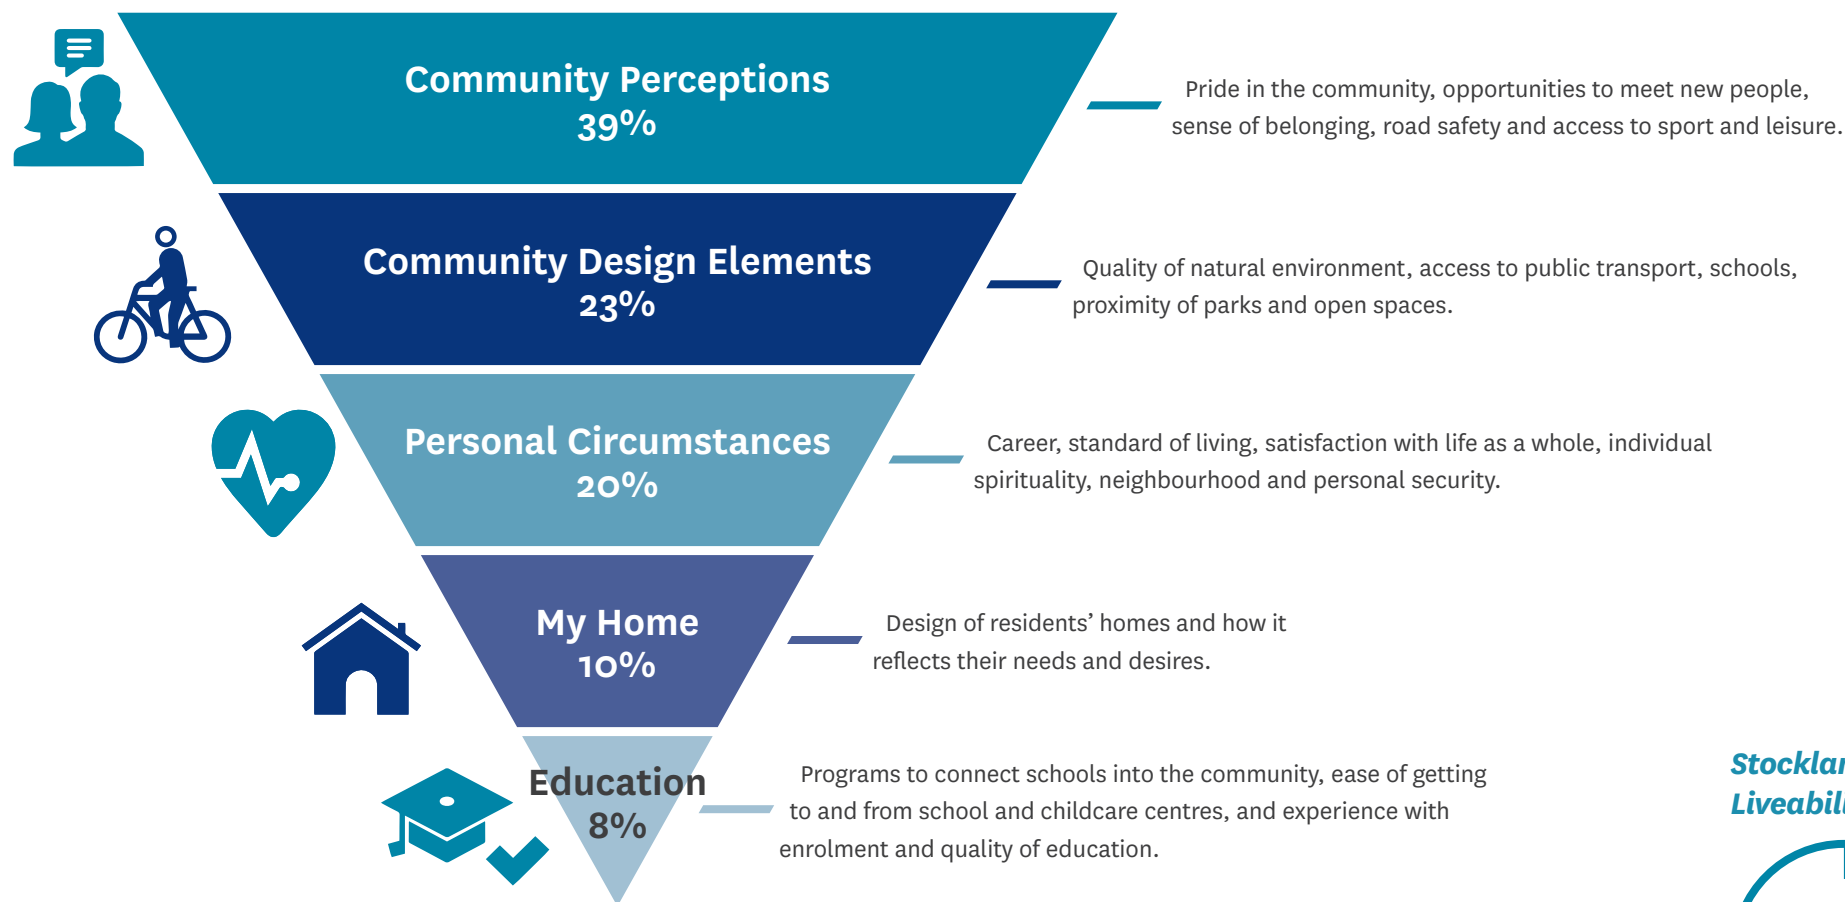 Community Perceptions
39%
Pride in the community, opportunities to meet new people,
sense of belonging, road safety and access to sport and leisure.
Community Design Elements
23%
Quality of natural environment, access to public transport, schools,
proximity of parks and open spaces.
Personal Circumstances
20%
Career, standard of living, satisfaction with life as a whole, individual
spirituality, neighbourhood and personal security.
My Home
10%
Design of residents’ homes and how it
reflects their needs and desires.
Education
8%
Programs to connect schools into the community, ease of getting
to and from school and childcare centres, and experience with
enrolment and quality of education.